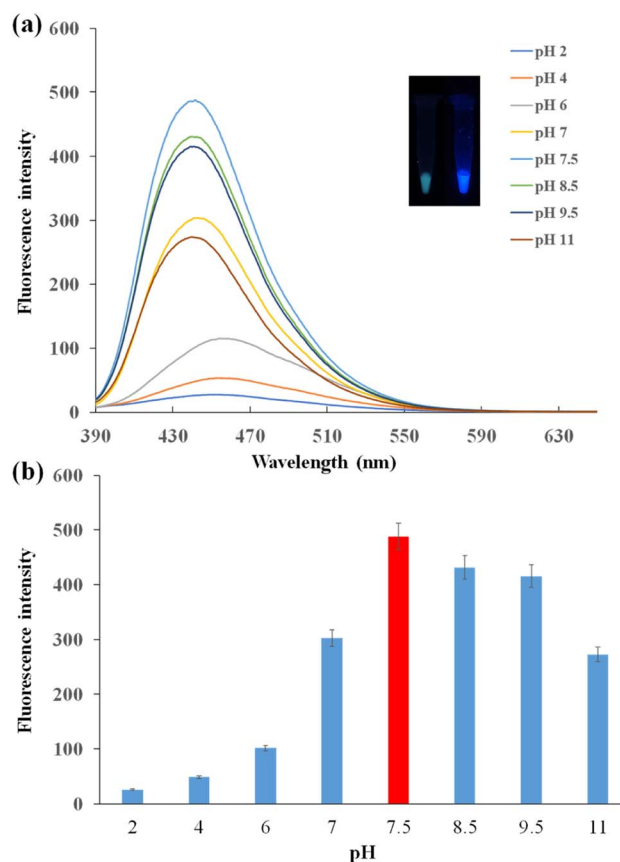 (a)
600
500
400
300
200
100
0
Fluorescence intensity
390 430 470 510 550 590 630
Wavelength (nm)
pH 2
pH 4
pH 6
pH 7
pH 7.5
pH 8.5
pH 9.5
pH 11
(b)
600
500
400
300
200
100
0
Fluorescence intensity
2 4 6 7 7.5 8.5 9.5 11
pH